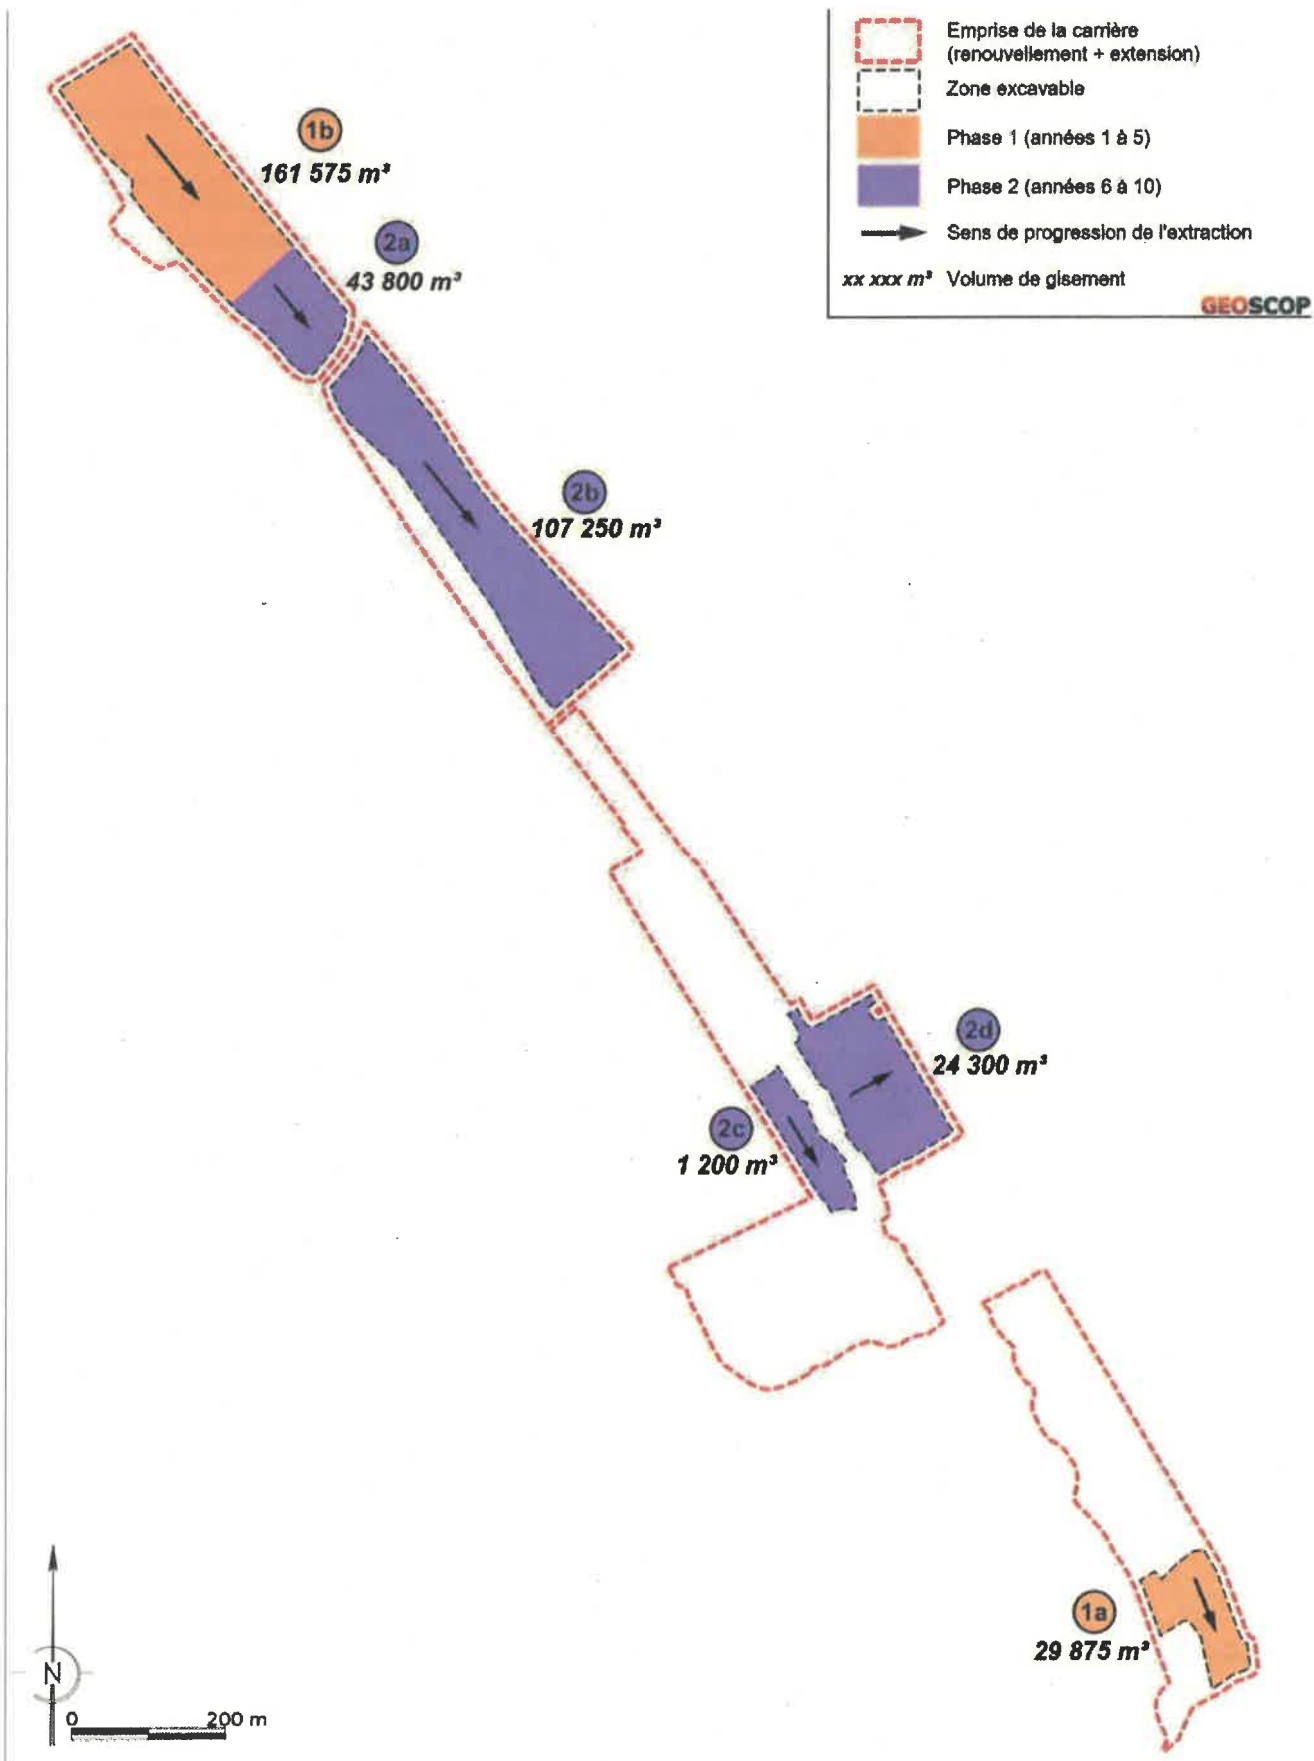 Emprise de la carrière
(renouvellement + extension)
Zone excavable
Phase 1 (années 1 à 5)
Phase 2 (années 6 à 10)
Sens de progression de l'extraction
xx xxx m³ Volume de gisement
GEOSCOP
1b
161 575 m³
2a
43 800 m³
2b
107 250 m³
2d
24 300 m³
2c
1 200 m³
1a
29 875 m³
N
0 200 m